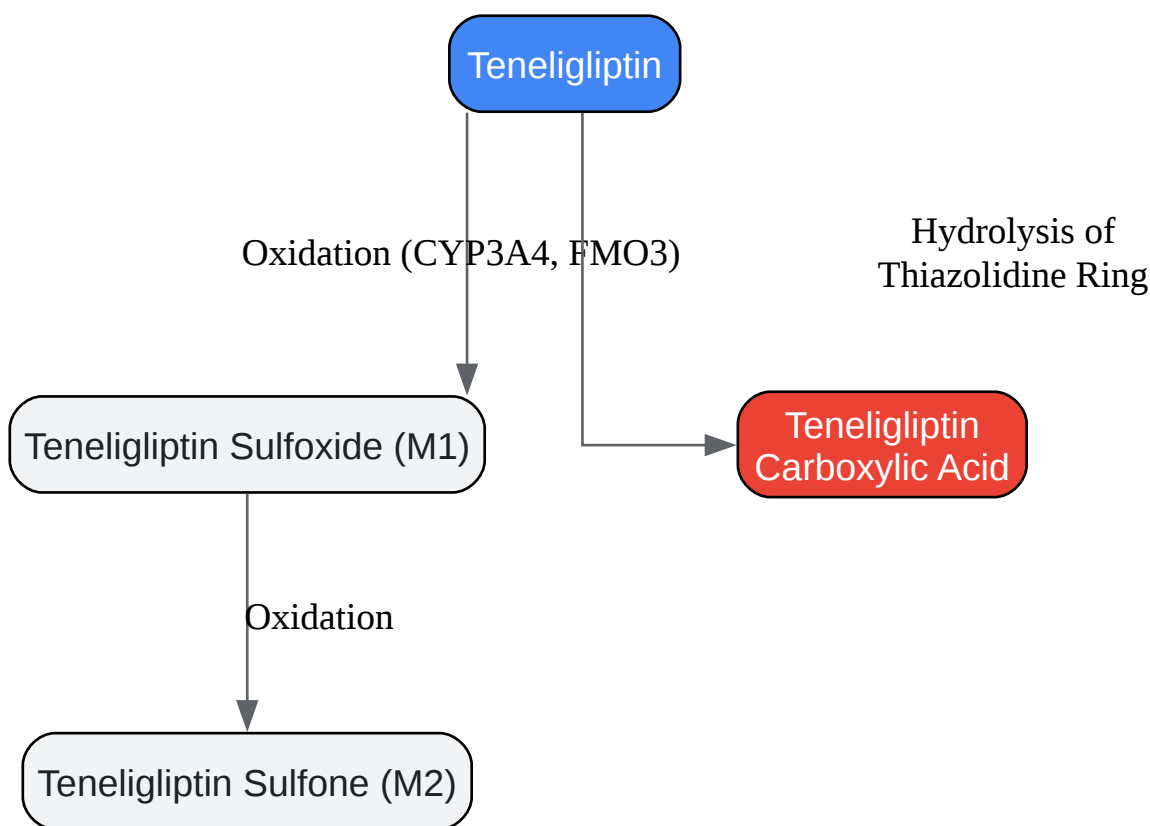 Teneligliptin
Oxidation (CYP3A4, FMO3)
Hydrolysis of
Thiazolidine Ring
Teneligliptin Sulfoxide (M1)
Teneligliptin
Carboxylic Acid
Oxidation
Teneligliptin Sulfone (M2)